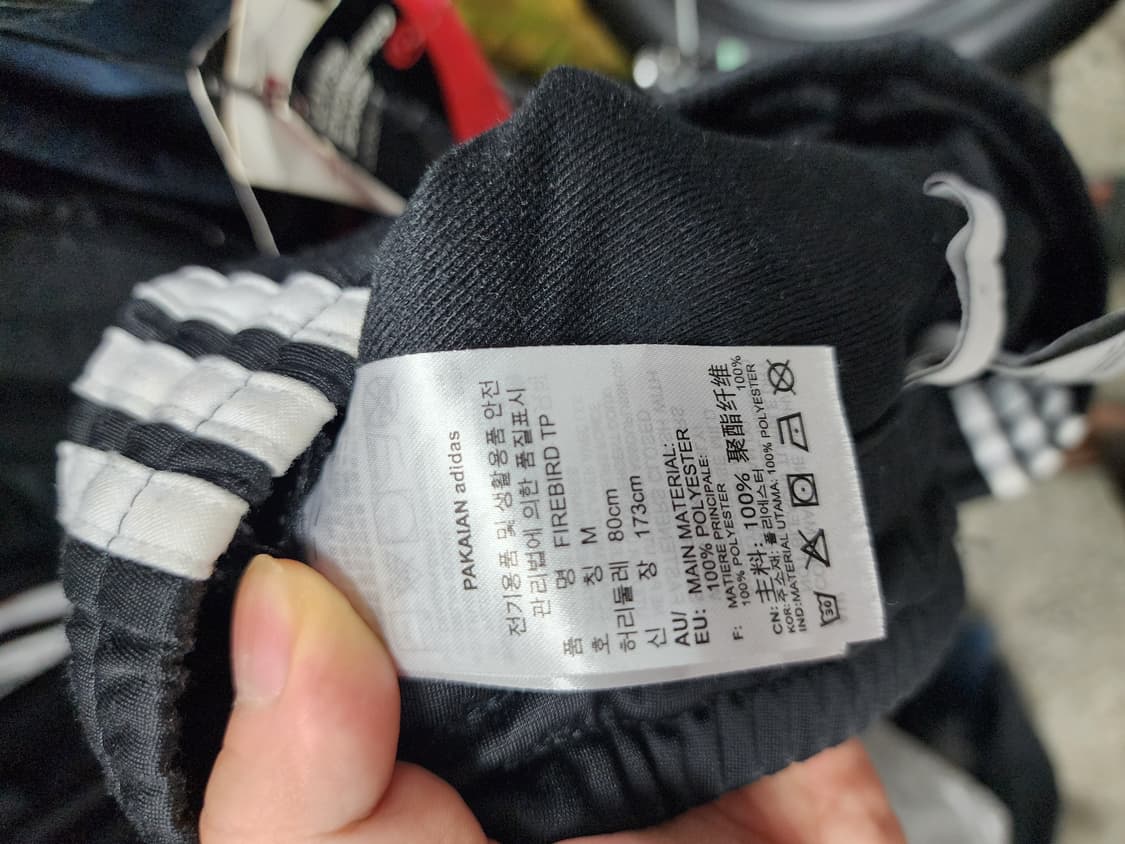 PAKAIAN adidas
전기용품 및 생활용품 안전
관리법에 의한 품질표시
품 명 FIREBIRD TP
호 칭 M
허리둘레 80cm
신 장 173cm
AU/
EU: MAIN MATERIAL:
100% POLYESTER
F: MATIERE PRINCIPALE:
100% POLYESTER
CN: 主料: 100% 聚酯纤维
KOR: 주소재: 폴리에스터 100%
IND: MATERIAL UTAMA: 100% POLYESTER
30